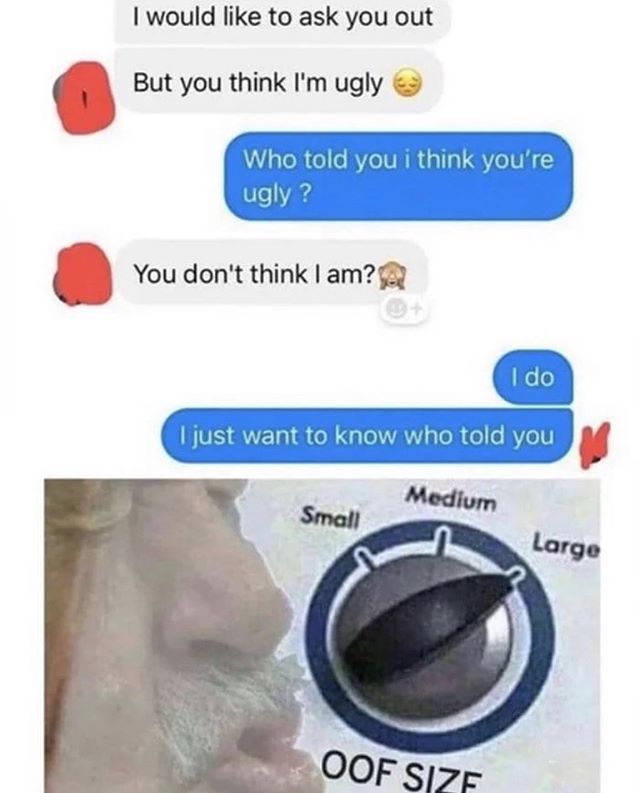 I would like to ask you out
But you think I'm ugly 😔
Who told you i think you're
ugly ?
You don't think I am?🙈
I do
I just want to know who told you
Small
Medium
Large
OOF SIZE